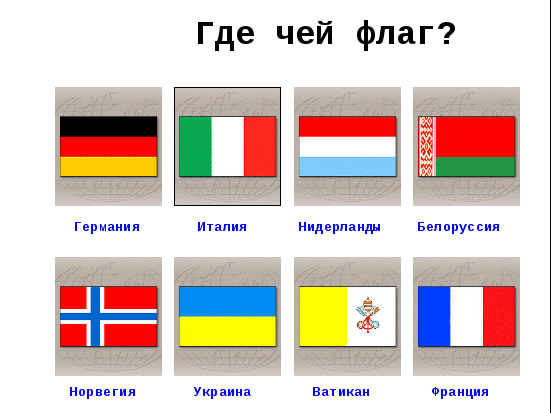 Где чей флаг?
Германия Италия Нидерланды Белоруссия
Норвегия Украина Ватикан Франция